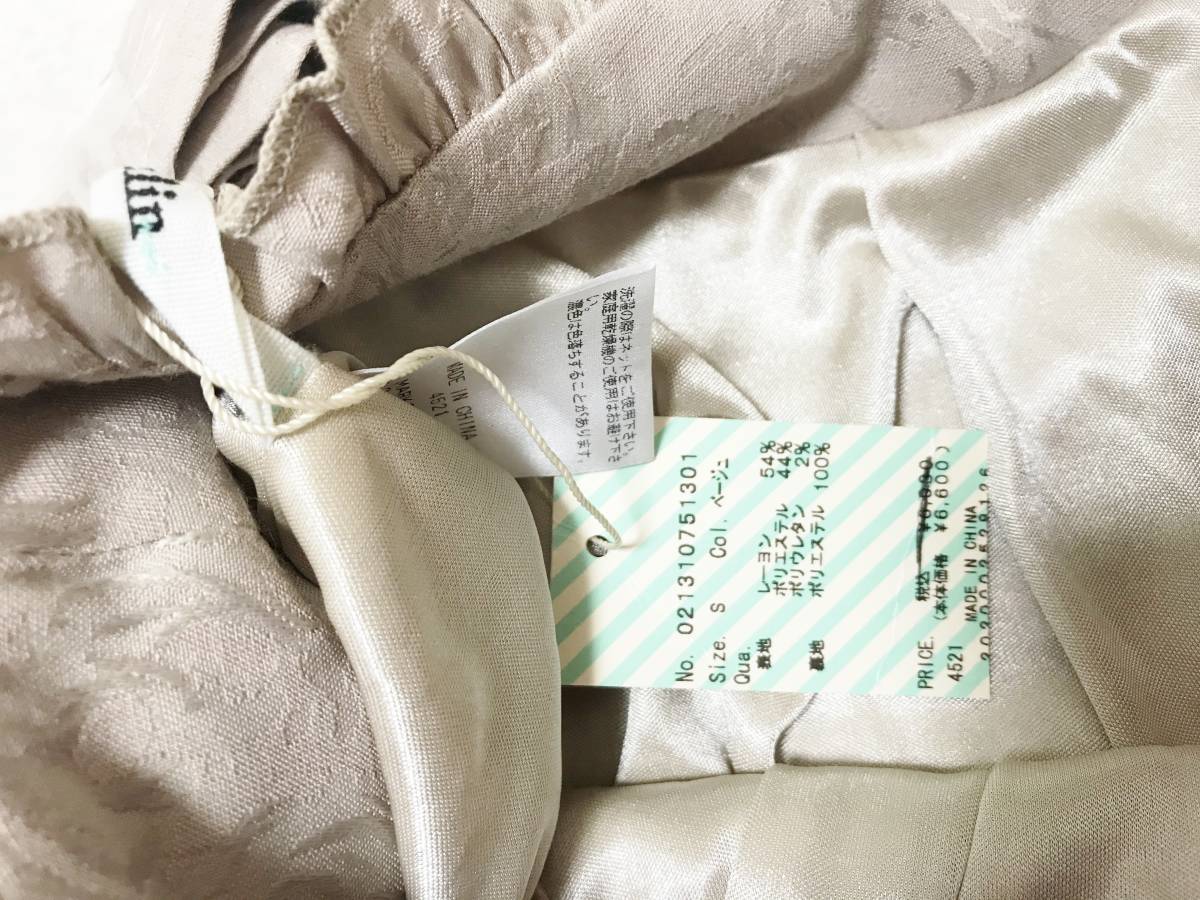 lin
洗濯の際はネットをご使用下さい。
家庭用乾燥機のご使用はお避け下さ
い。
濃色は色落ちすることがあります。
MADE IN CHINA
4521
No. 0213107513​01
Size. S Col. ベージュ
Qua.
表地 レーヨン 54%
ポリエステル 44%
ポリウレタン 2%
裏地 ポリエステル 100%
PRICE. 税込
(本体価格 ¥6,600)
4521 MADE IN CHINA